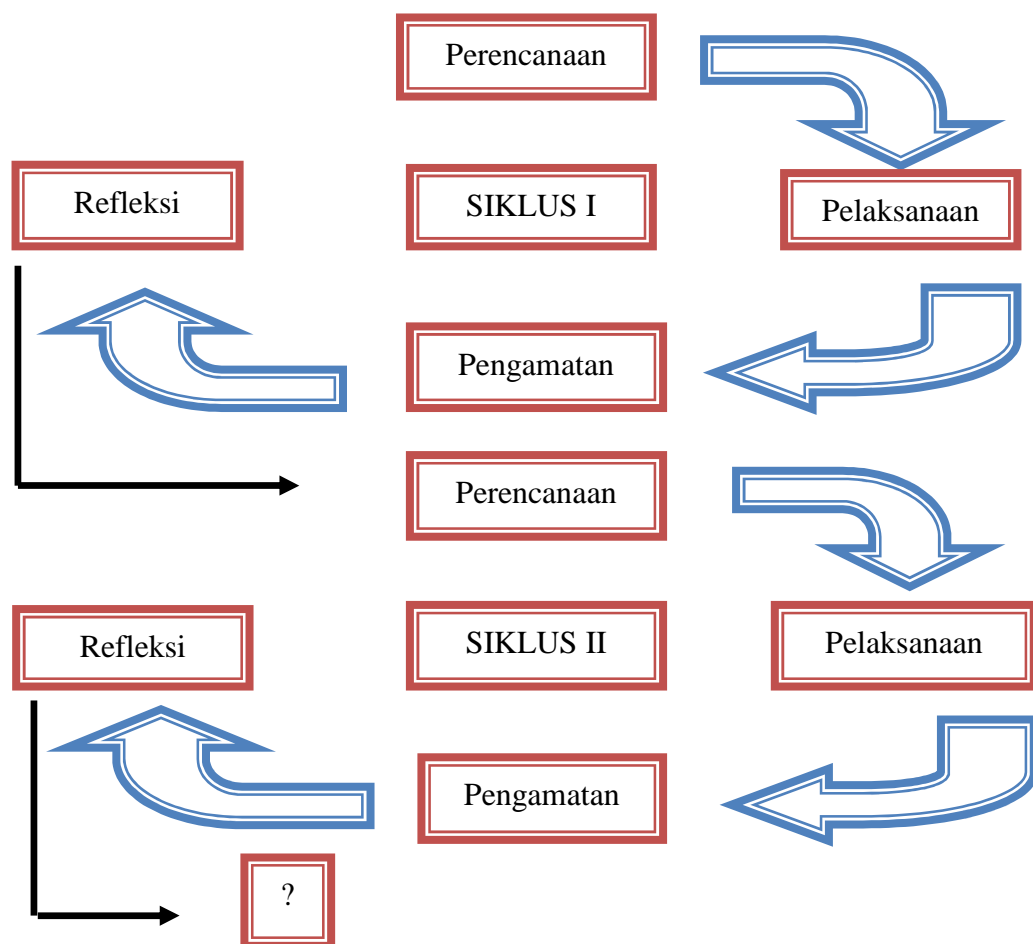 Perencanaan
Refleksi
SIKLUS I
Pelaksanaan
Pengamatan
Perencanaan
Refleksi
SIKLUS II
Pelaksanaan
Pengamatan
?